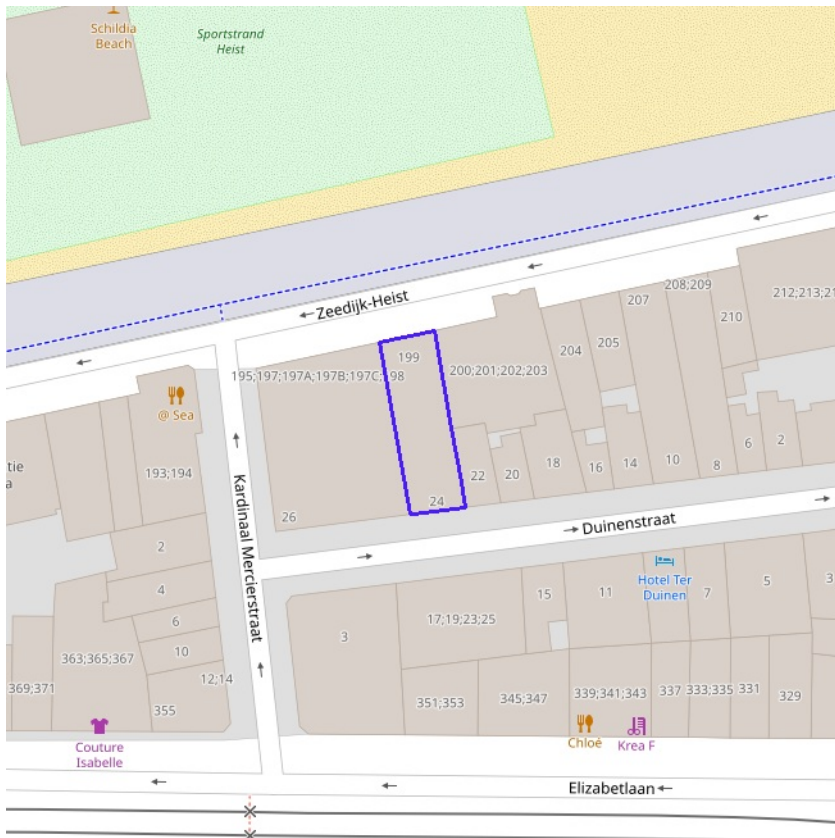 Schildia
Beach
Sportstrand
Heist
Zeedijk-Heist
208;209
207
210
212;213;21
199
204
205
195;197;197A;197B;197C;198
200;201;202;203
@ Sea
tie
a
193;194
22
20
18
16
14
10
8
6
2
24
26
Duinenstraat
Kardinaal Mercierstraat
2
4
6
10
12;14
363;365;367
369;371
355
Couture
Isabelle
Hotel Ter
Duinen
3
17;19;23;25
15
11
7
5
3
351;353
345;347
339;341;343
337
333;335
331
329
Chloé
Krea F
Elizabetlaan